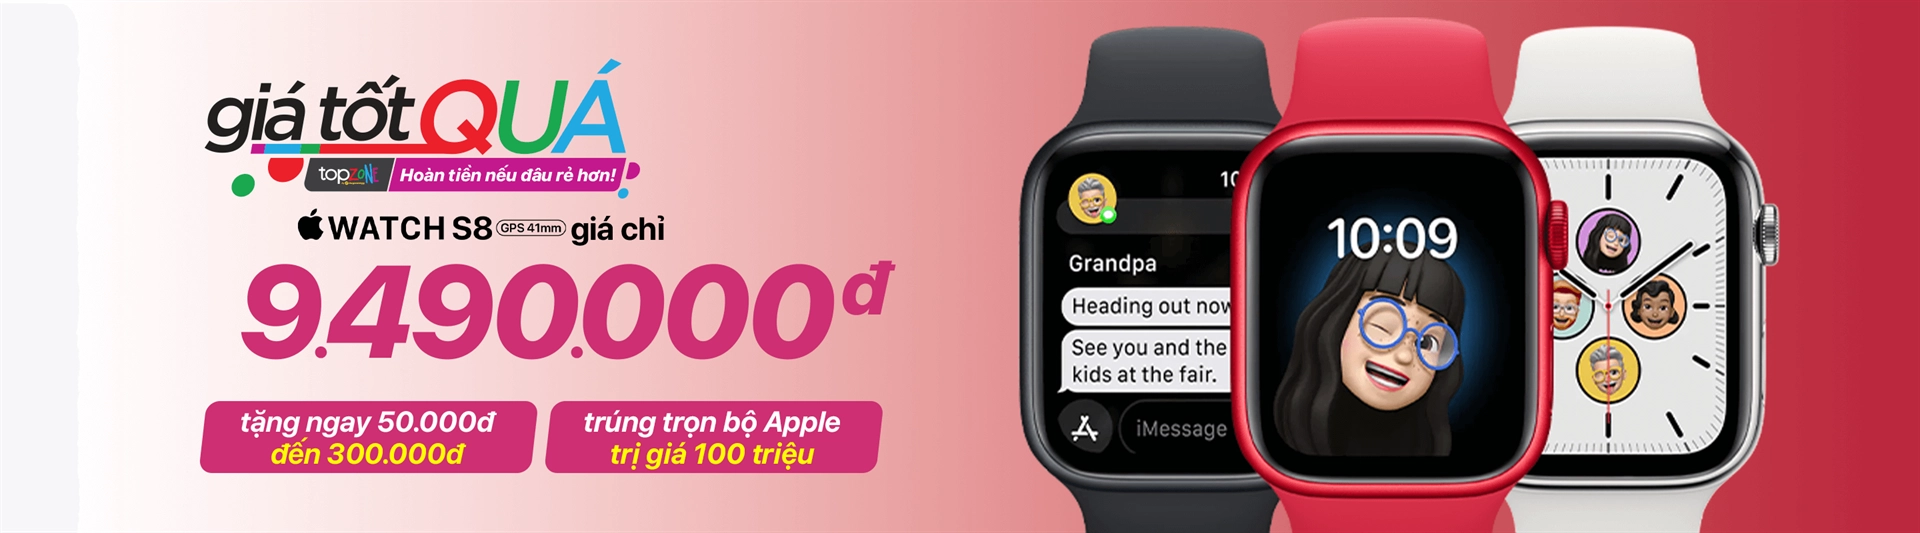 giá tốt QUÁ
topzone Hoàn tiền nếu đâu rẻ hơn!
WATCH S8 GPS 41mm giá chỉ
9.490.000đ
tặng ngay 50.000đ
đến 300.000đ
trúng trọn bộ Apple
trị giá 100 triệu
10
Grandpa
Heading out now
See you and the
kids at the fair.
iMessage
10:09